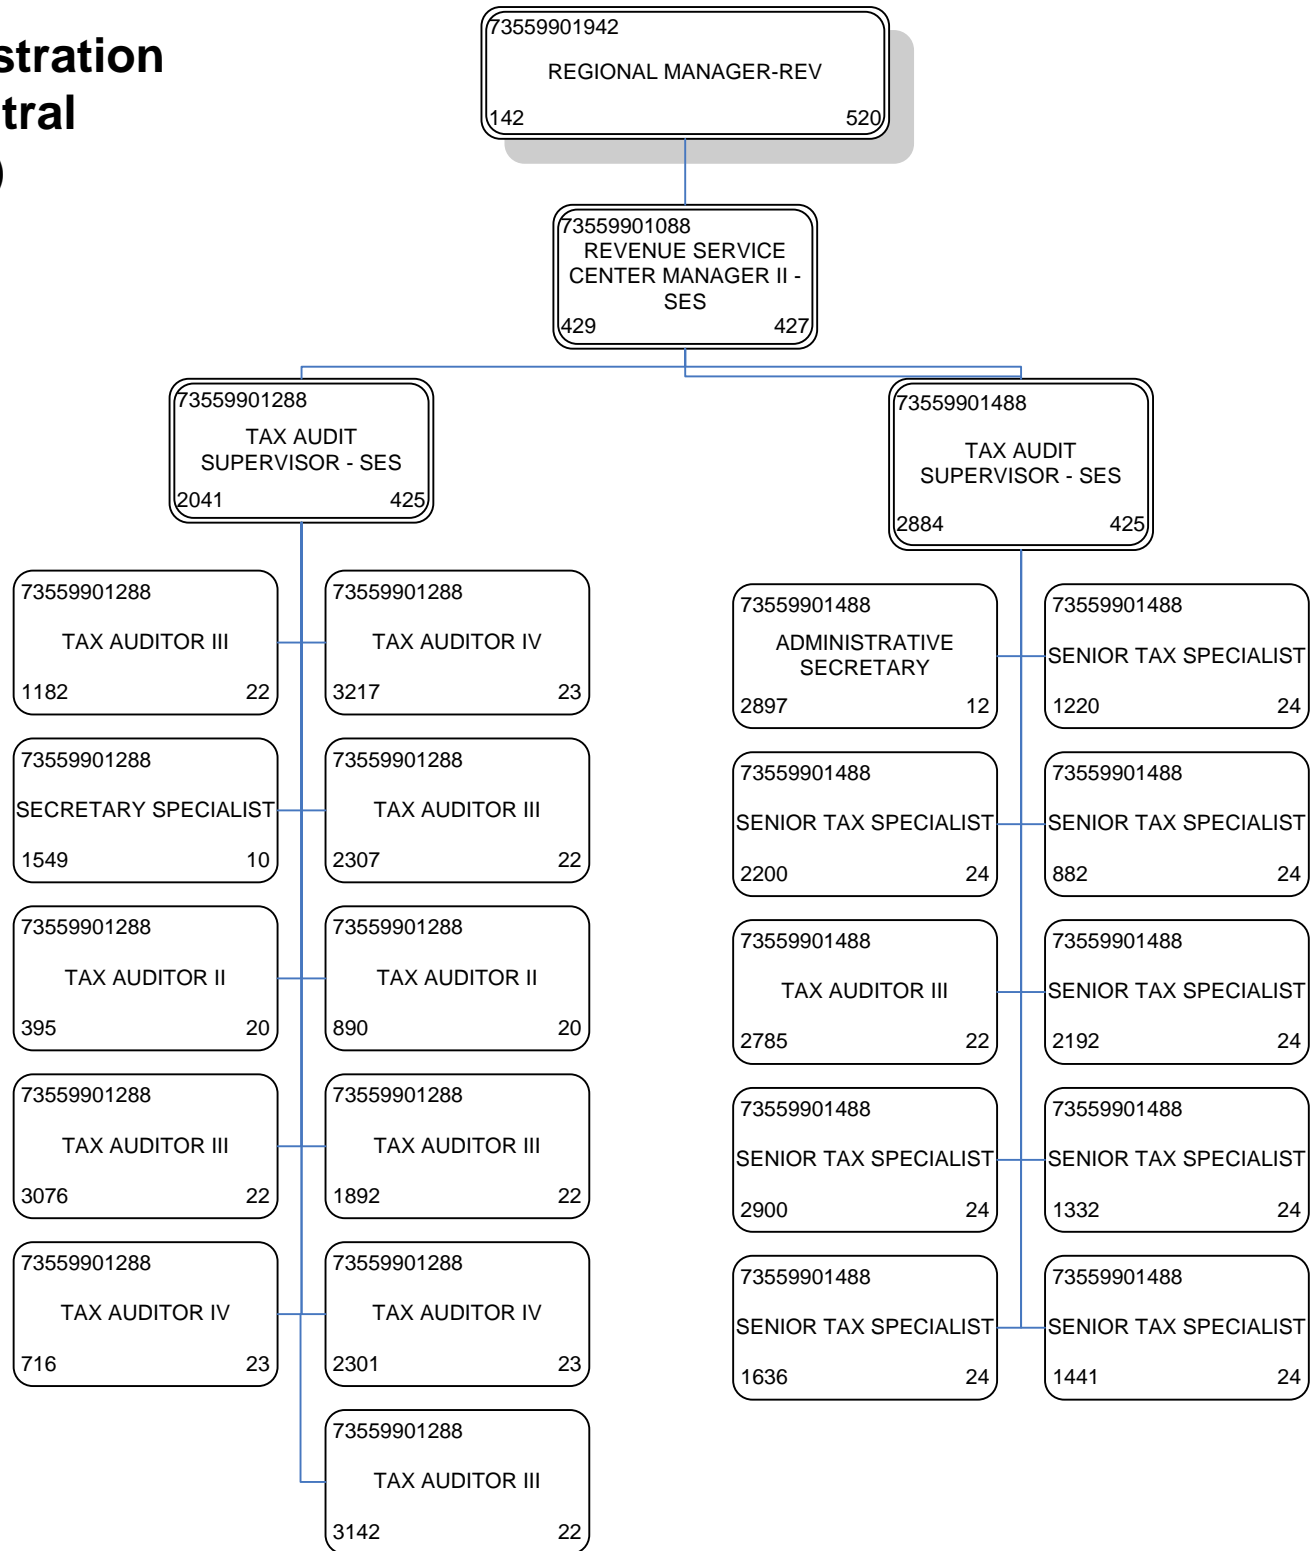 stration
tral
)
73559901942
REGIONAL MANAGER-REV
142 520
73559901088
REVENUE SERVICE
CENTER MANAGER II -
SES
429 427
73559901288
TAX AUDIT
SUPERVISOR - SES
2041 425
73559901488
TAX AUDIT
SUPERVISOR - SES
2884 425
73559901288
TAX AUDITOR III
1182 22
73559901288
TAX AUDITOR IV
3217 23
73559901288
SECRETARY SPECIALIST
1549 10
73559901288
TAX AUDITOR III
2307 22
73559901288
TAX AUDITOR II
395 20
73559901288
TAX AUDITOR II
890 20
73559901288
TAX AUDITOR III
3076 22
73559901288
TAX AUDITOR III
1892 22
73559901288
TAX AUDITOR IV
716 23
73559901288
TAX AUDITOR IV
2301 23
73559901288
TAX AUDITOR III
3142 22
73559901488
ADMINISTRATIVE
SECRETARY
2897 12
73559901488
SENIOR TAX SPECIALIST
1220 24
73559901488
SENIOR TAX SPECIALIST
2200 24
73559901488
SENIOR TAX SPECIALIST
882 24
73559901488
TAX AUDITOR III
2785 22
73559901488
SENIOR TAX SPECIALIST
2192 24
73559901488
SENIOR TAX SPECIALIST
2900 24
73559901488
SENIOR TAX SPECIALIST
1332 24
73559901488
SENIOR TAX SPECIALIST
1636 24
73559901488
SENIOR TAX SPECIALIST
1441 24